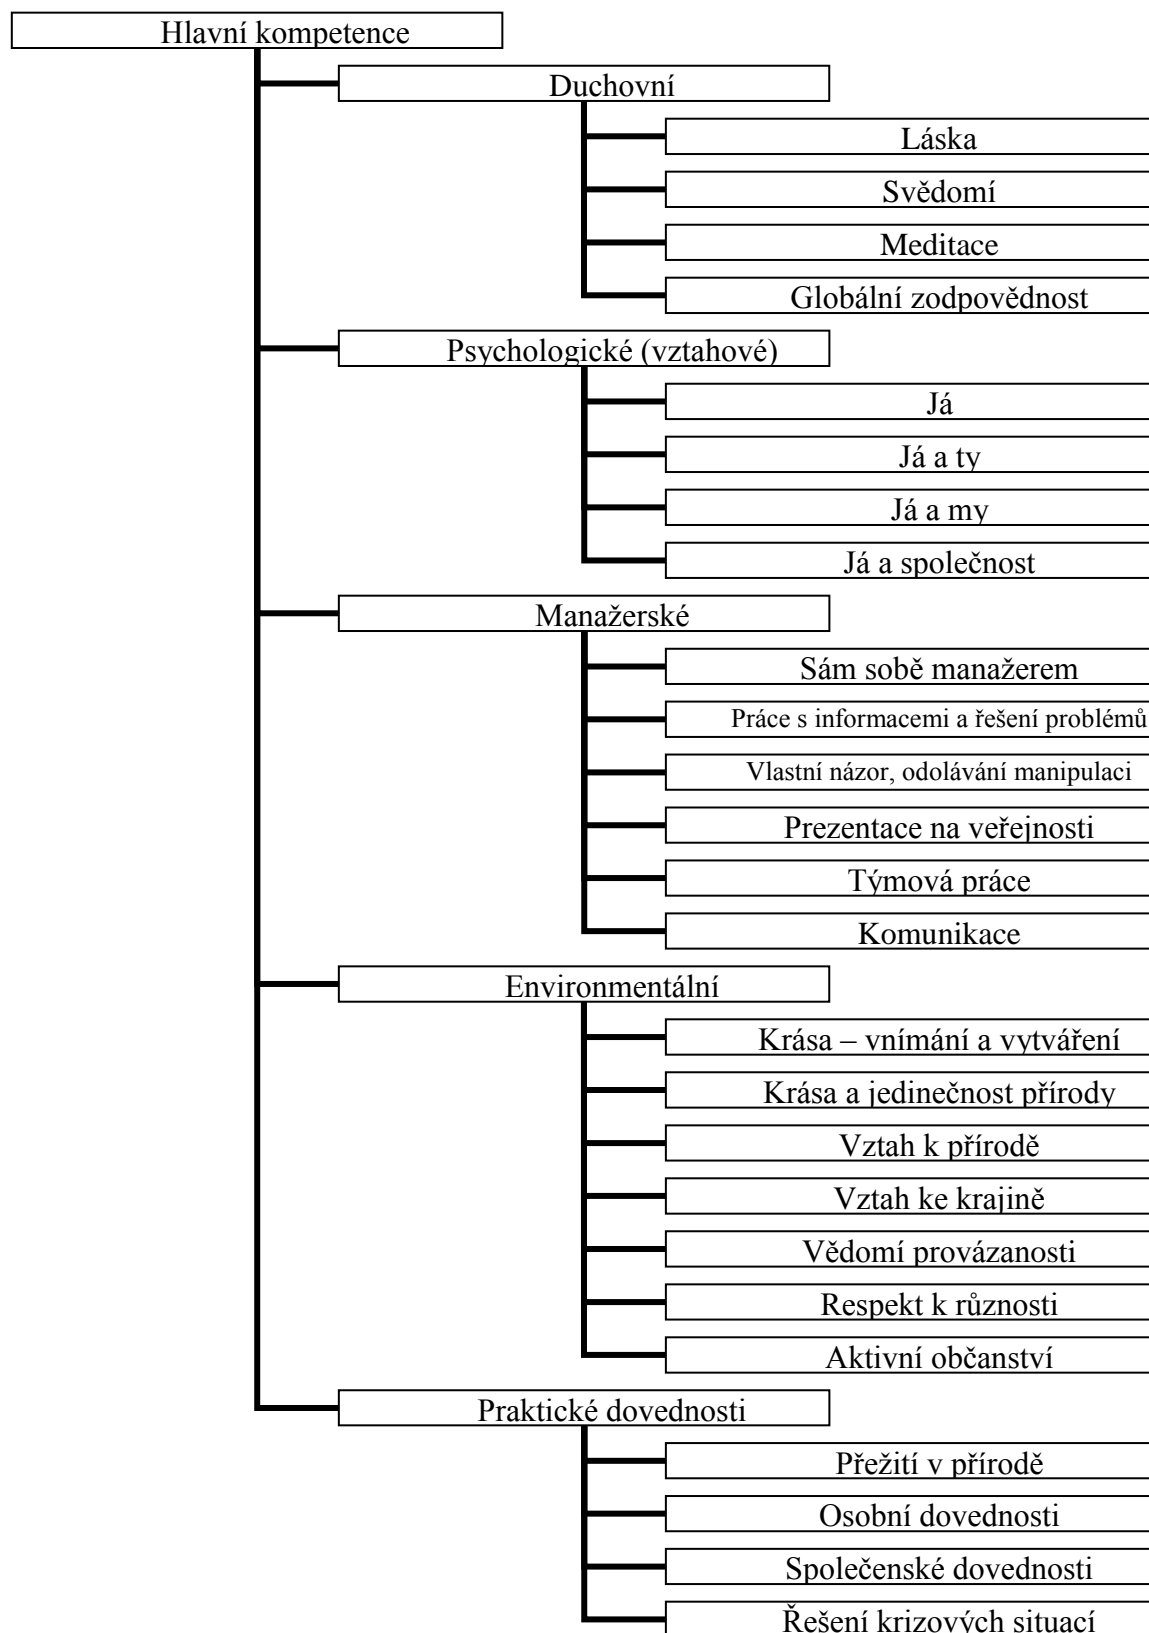 Hlavní kompetence
Duchovní
Láska
Svědomí
Meditace
Globální zodpovědnost
Psychologické (vztahové)
Já
Já a ty
Já a my
Já a společnost
Manažerské
Sám sobě manažerem
Práce s informacemi a řešení problémů
Vlastní názor, odolávání manipulaci
Prezentace na veřejnosti
Týmová práce
Komunikace
Environmentální
Krása – vnímání a vytváření
Krása a jedinečnost přírody
Vztah k přírodě
Vztah ke krajině
Vědomí provázanosti
Respekt k různosti
Aktivní občanství
Praktické dovednosti
Přežití v přírodě
Osobní dovednosti
Společenské dovednosti
Řešení krizových situací